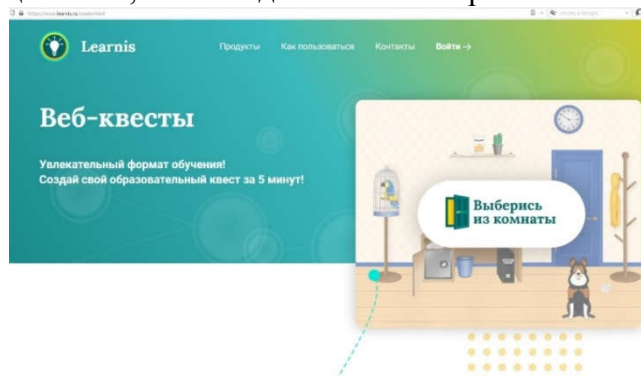 Learnis
Продукты
Как пользоваться
Контакты
Войти →
Веб-квесты
Увлекательный формат обучения!
Создай свой образовательный квест за 5 минут!
Выберись
из комнаты